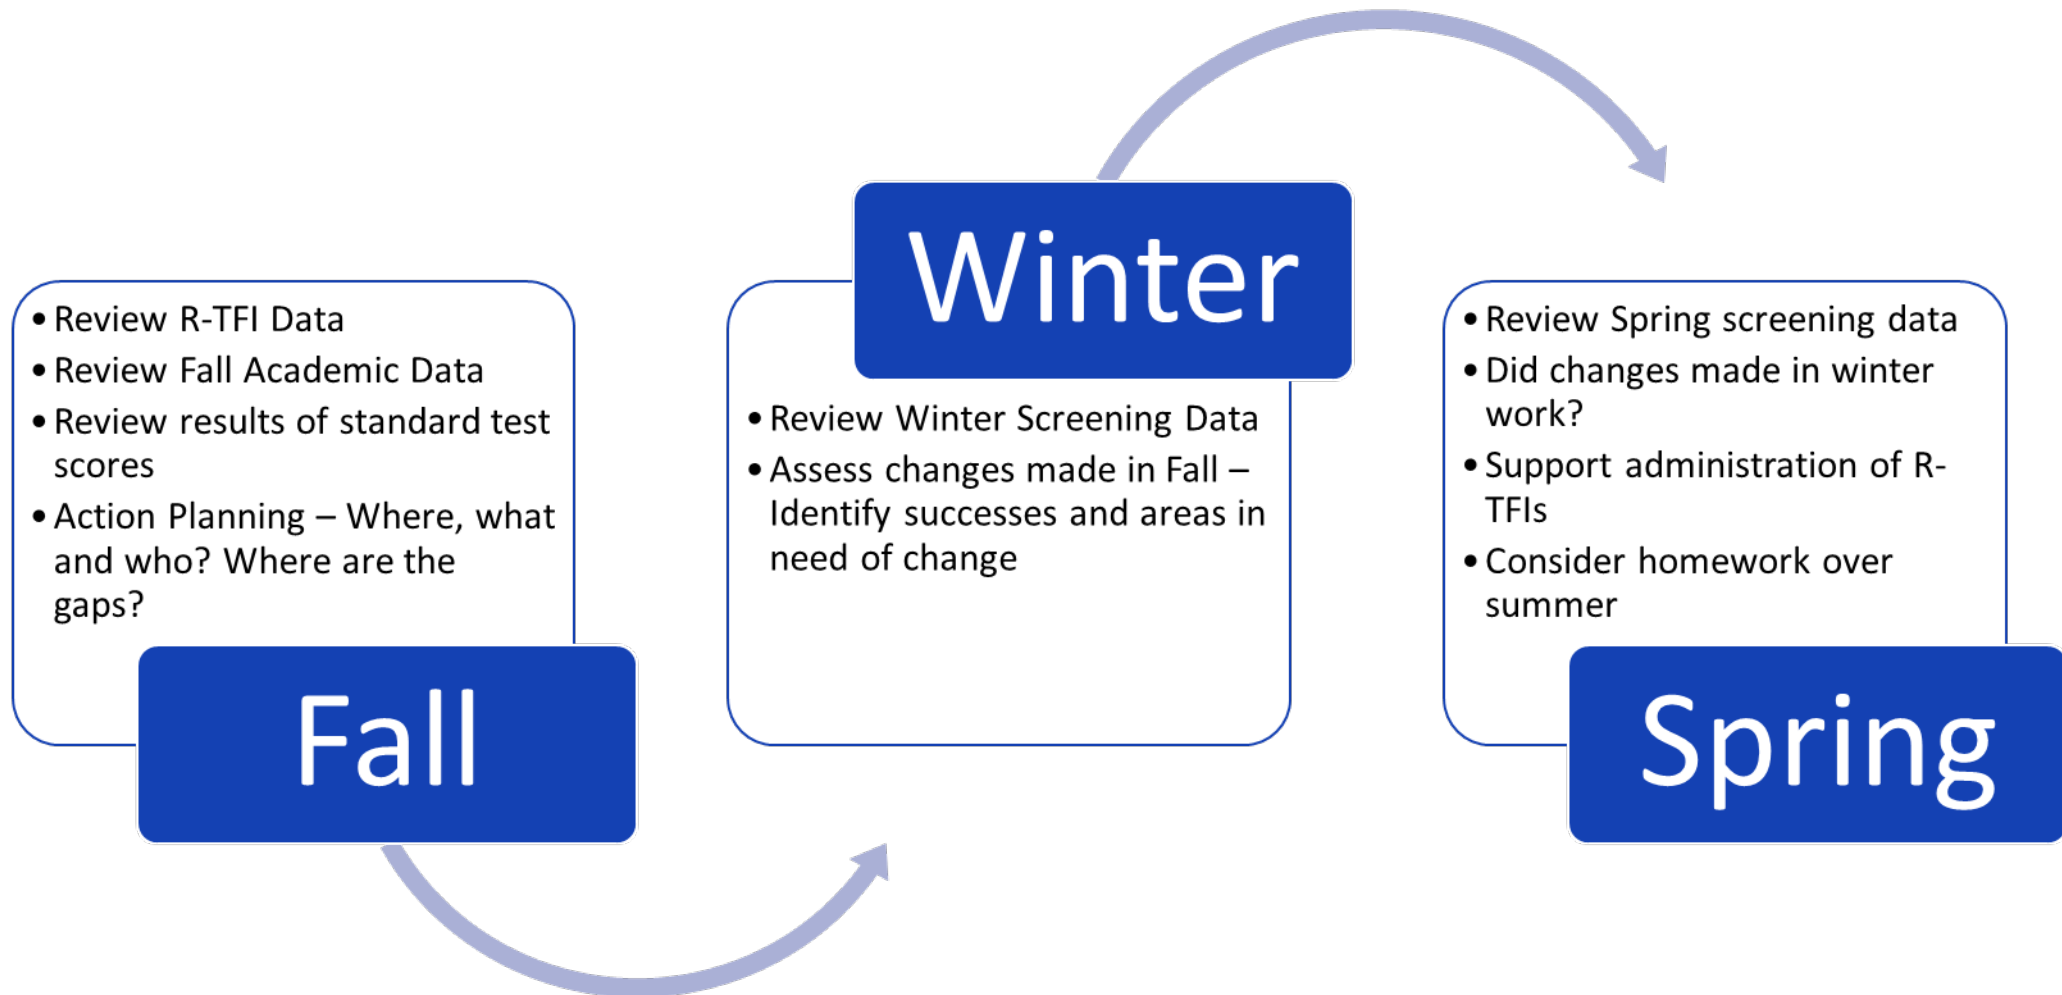 • Review R-TFI Data
• Review Fall Academic Data
• Review results of standard test
scores
• Action Planning – Where, what
and who? Where are the
gaps?
Fall
Winter
• Review Winter Screening Data
• Assess changes made in Fall –
Identify successes and areas in
need of change
• Review Spring screening data
• Did changes made in winter
work?
• Support administration of R-
TFIs
• Consider homework over
summer
Spring